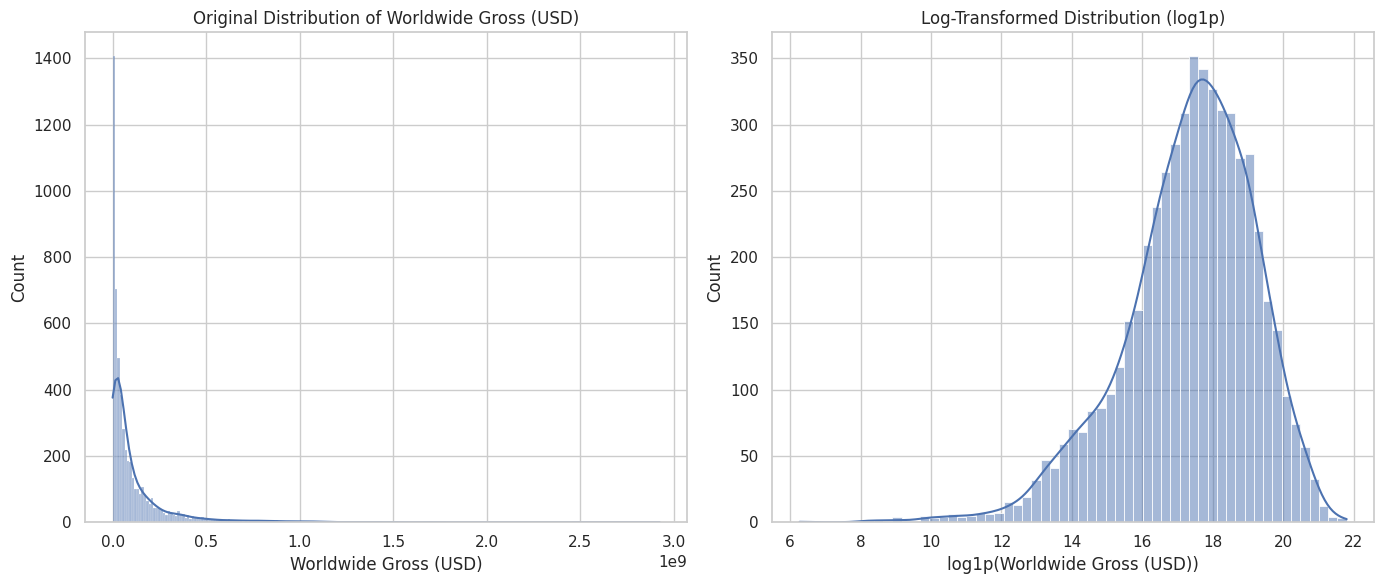 Original Distribution of Worldwide Gross (USD)
1400
1200
1000
800
600
400
200
0
Count
0.0 0.5 1.0 1.5 2.0 2.5 3.0
1e9
Worldwide Gross (USD)
Log-Transformed Distribution (log1p)
350
300
250
200
150
100
50
0
Count
6 8 10 12 14 16 18 20 22
log1p(Worldwide Gross (USD))